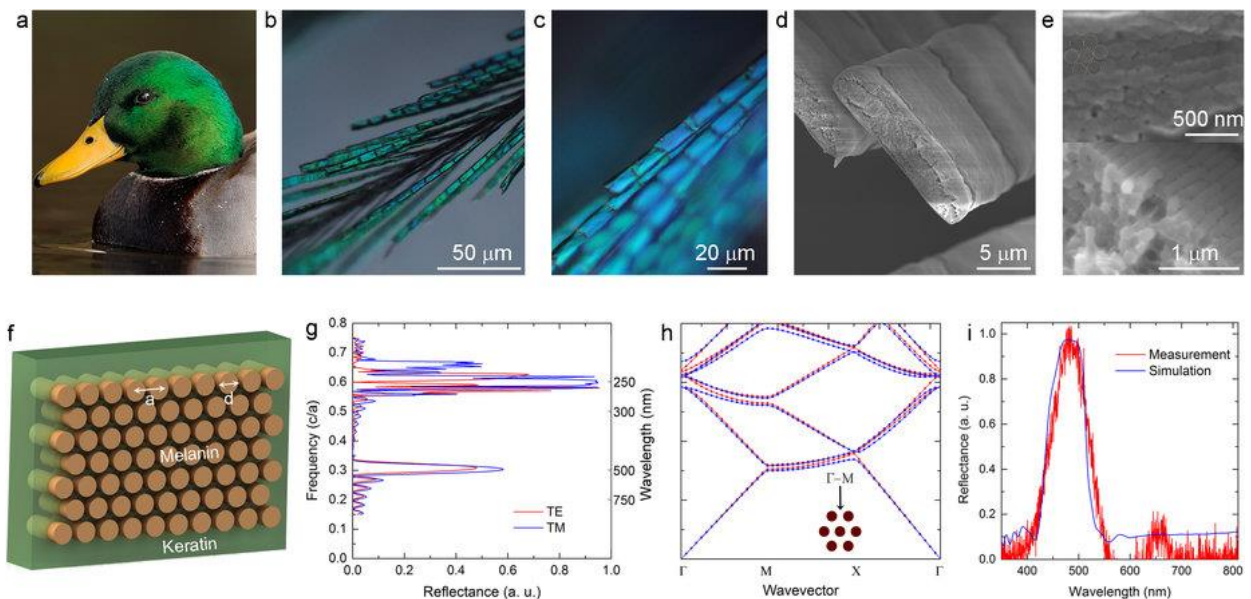 a
b
c
d
e
50 μm
20 μm
5 μm
500 nm
1 μm
f
a
d
Melanin
Keratin
g
Frequency (c/a)
0.8
0.7
0.6
0.5
0.4
0.3
0.2
0.1
0.0
0.0 0.2 0.4 0.6 0.8 1.0
Reflectance (a. u.)
250
300
500
750
Wavelength (nm)
TE
TM
h
Γ–M
Γ M X Γ
Wavevector
i
Reflectance (a. u.)
1.0
0.8
0.6
0.4
0.2
0.0
Measurement
Simulation
400 500 600 700 800
Wavelength (nm)